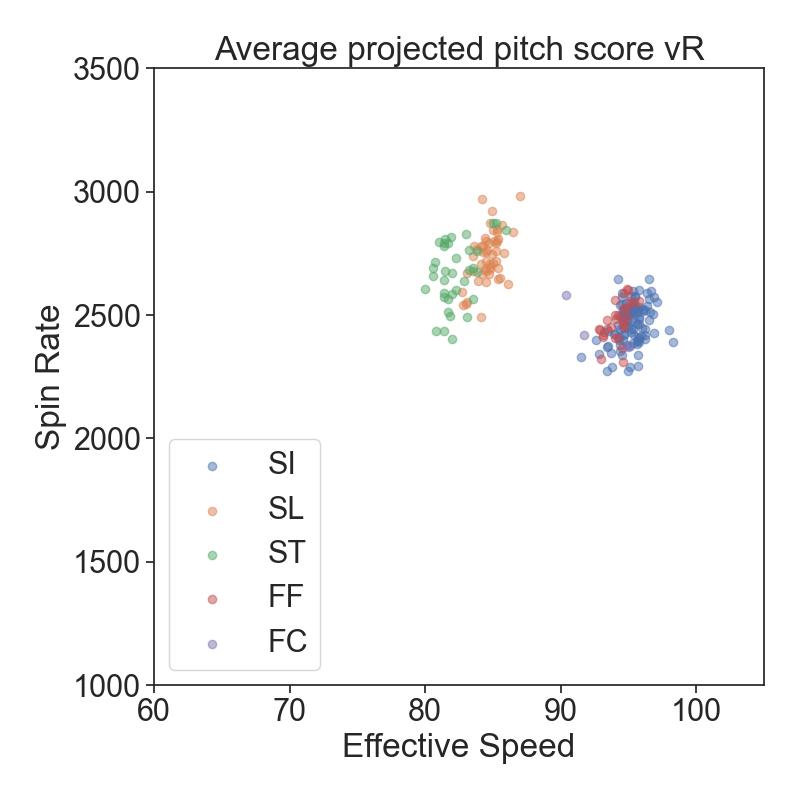 Average projected pitch score vR
3500
3000
2500
2000
1500
1000
Spin Rate
SI
SL
ST
FF
FC
60 70 80 90 100
Effective Speed